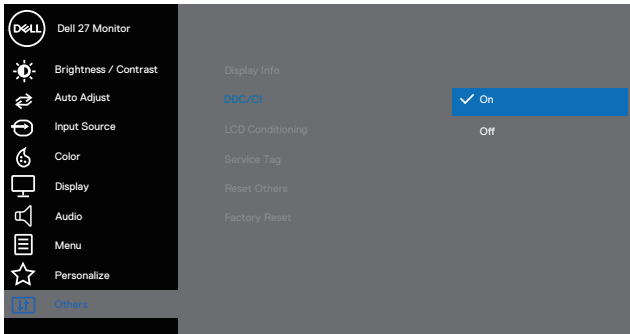 DELL
Dell 27 Monitor
Brightness / Contrast
Auto Adjust
Input Source
Color
Display
Audio
Menu
Personalize
Others
Display Info
DDC/CI
LCD Conditioning
Service Tag
Reset Others
Factory Reset
On
Off